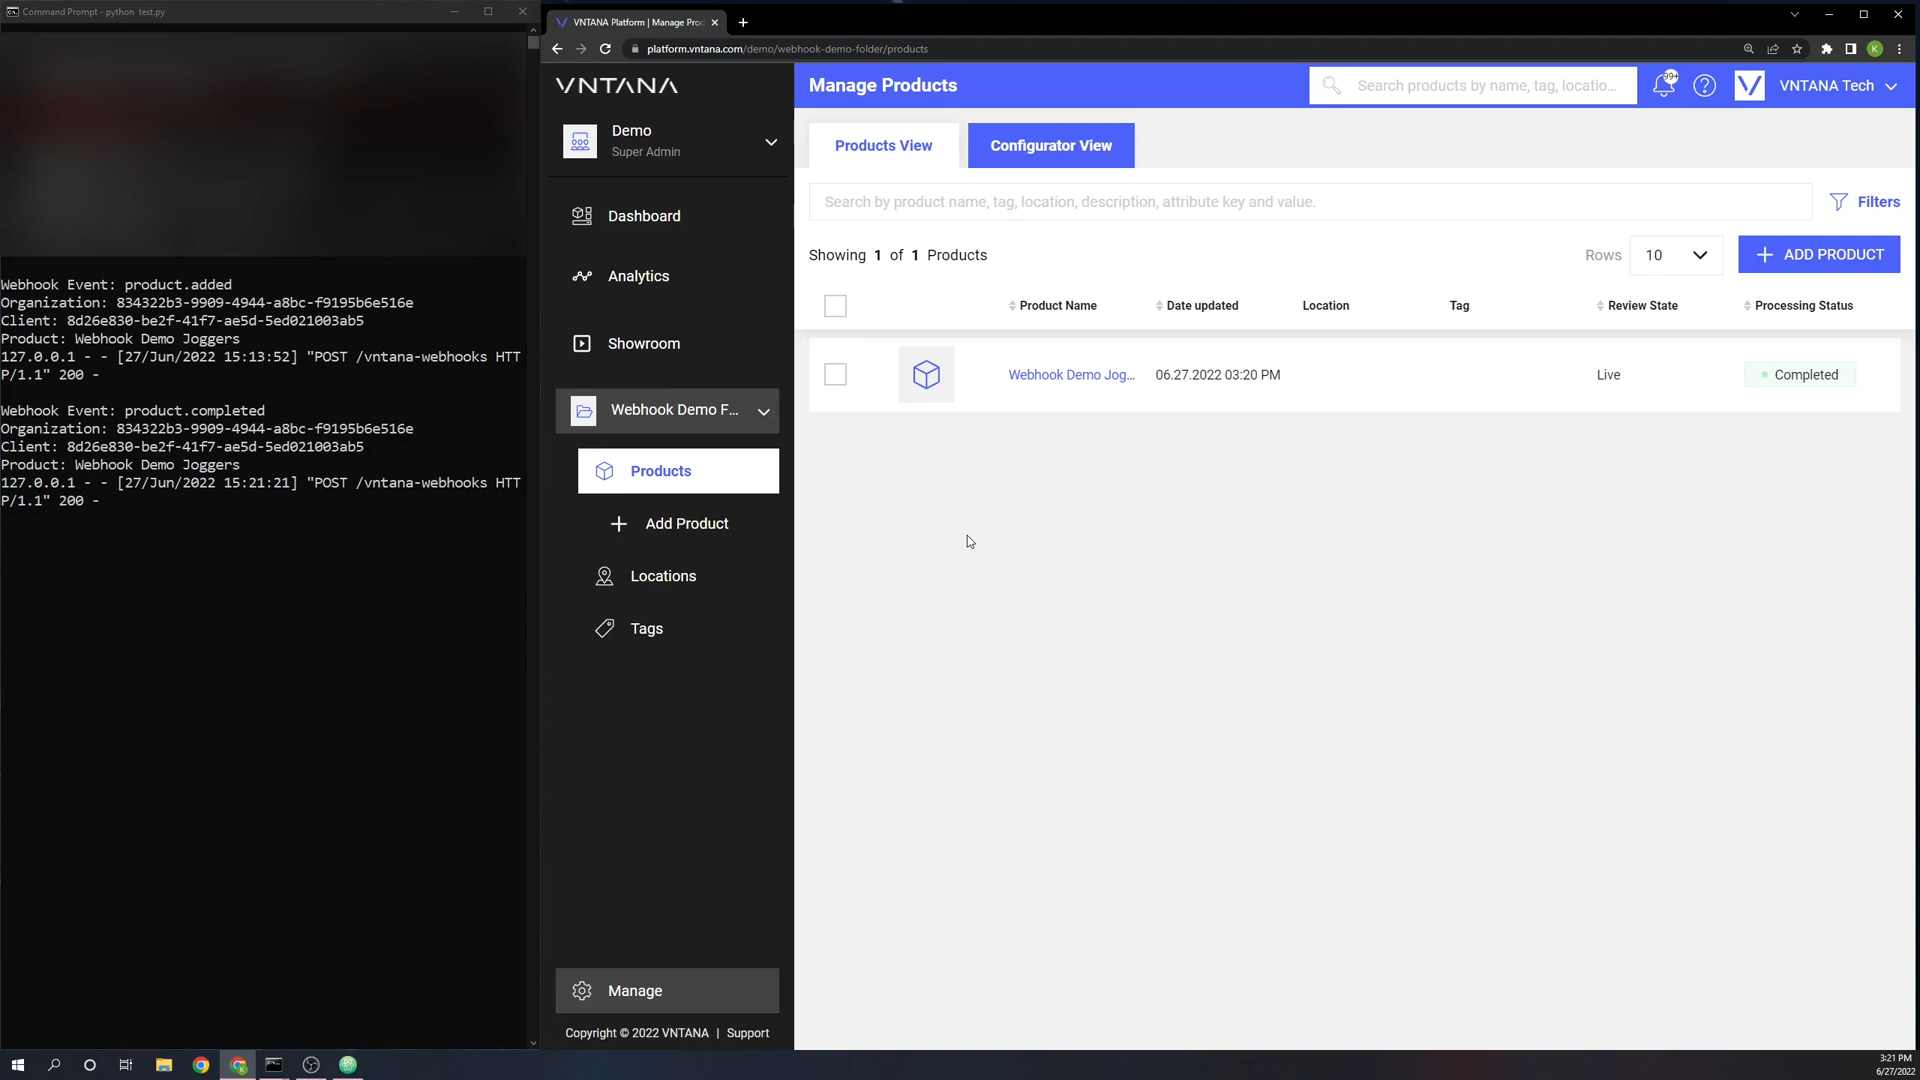 Command Prompt - python test.py
Webhook Event: product.added
Organization: 834322b3-9909-4944-a8bc-f9195b6e516e
Client: 8d26e830-be2f-41f7-ae5d-5ed021003ab5
Product: Webhook Demo Joggers
127.0.0.1 - - [27/Jun/2022 15:13:52] "POST /vntana-webhooks HTT
P/1.1" 200 -
Webhook Event: product.completed
Organization: 834322b3-9909-4944-a8bc-f9195b6e516e
Client: 8d26e830-be2f-41f7-ae5d-5ed021003ab5
Product: Webhook Demo Joggers
127.0.0.1 - - [27/Jun/2022 15:21:21] "POST /vntana-webhooks HTT
P/1.1" 200 -
VNTANA Platform | Manage Prod
platform.vntana.com/demo/webhook-demo-folder/products
K
VNTANA
Demo
Super Admin
Dashboard
Analytics
Showroom
Webhook Demo F...
Products
Add Product
Locations
Tags
Manage
Copyright © 2022 VNTANA | Support
Manage Products
Search products by name, tag, locatio...
99+
VNTANA Tech
Products View
Configurator View
Search by product name, tag, location, description, attribute key and value.
Filters
Showing 1 of 1 Products
Rows 10
ADD PRODUCT
Product Name Date updated Location Tag Review State Processing Status
Webhook Demo Jog... 06.27.2022 03:20 PM Live Completed
3:21 PM
6/27/2022